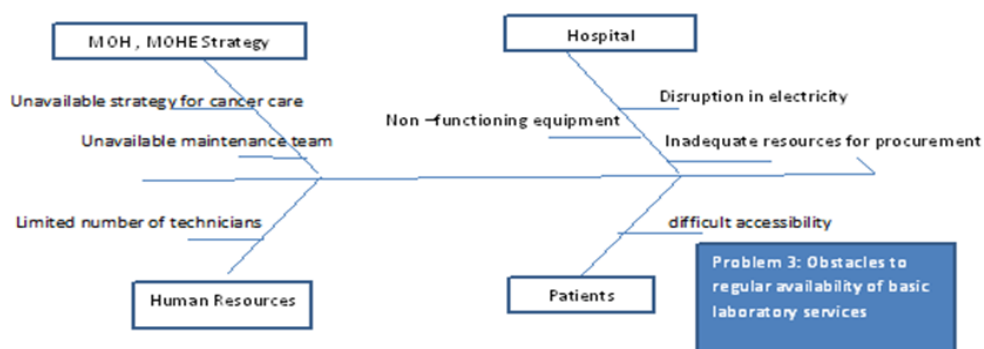 MOH , MOHE Strategy
Hospital
Unavailable strategy for cancer care
Disruption in electricity
Non –functioning equipment
Unavailable maintenance team
Inadequate resources for procurement
Limited number of technicians
difficult accessibility
Human Resources
Patients
Problem 3: Obstacles to
regular availability of basic
laboratory services